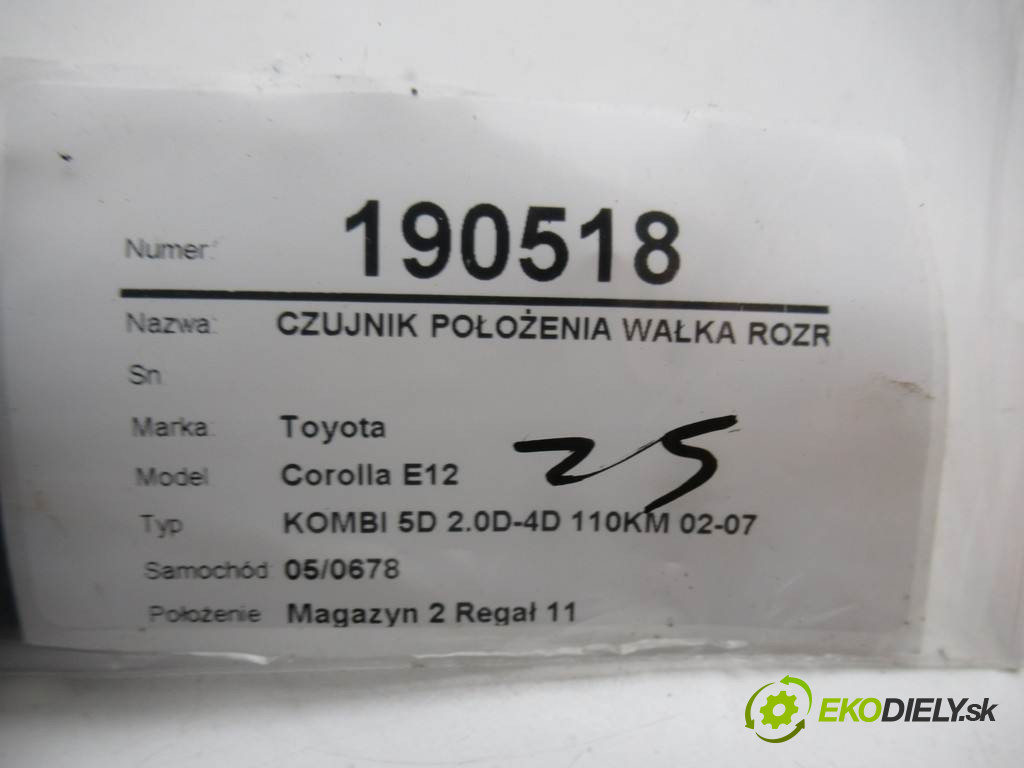 Numer: 190518
Nazwa: CZUJNIK POŁOŻENIA WAŁKA ROZR
Sn
Marka: Toyota
Model Corolla E12
25
Typ KOMBI 5D 2.0D-4D 110KM 02-07
Samochód 05/0678
Położenie Magazyn 2 Regał 11
EKODIELY.sk